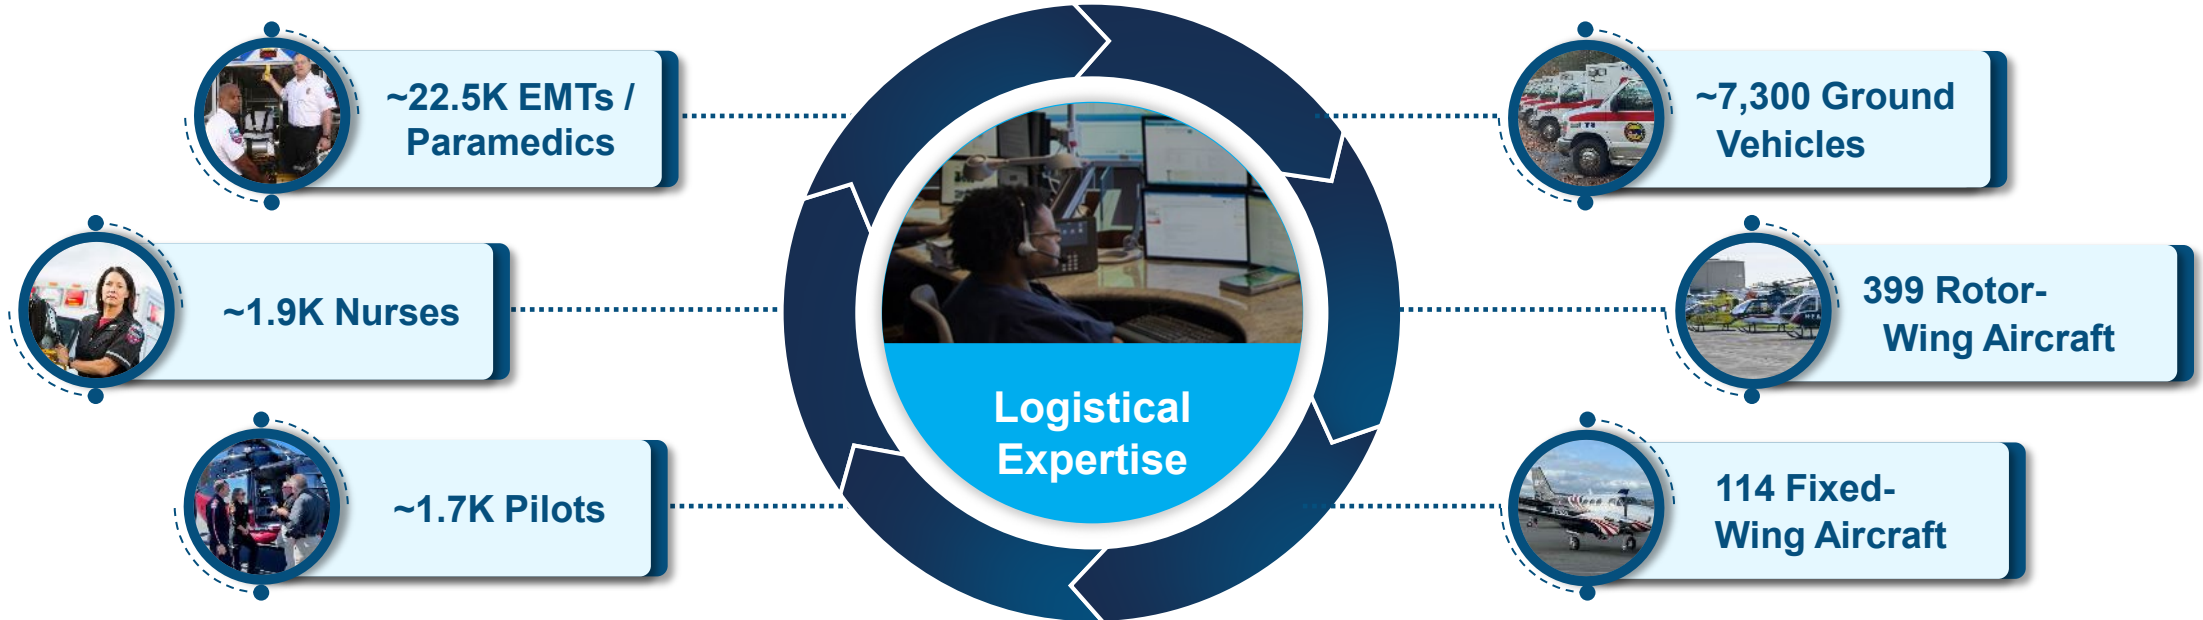 ~22.5K EMTs /
Paramedics
~1.9K Nurses
~1.7K Pilots
Logistical
Expertise
~7,300 Ground
Vehicles
399 Rotor-
Wing Aircraft
114 Fixed-
Wing Aircraft